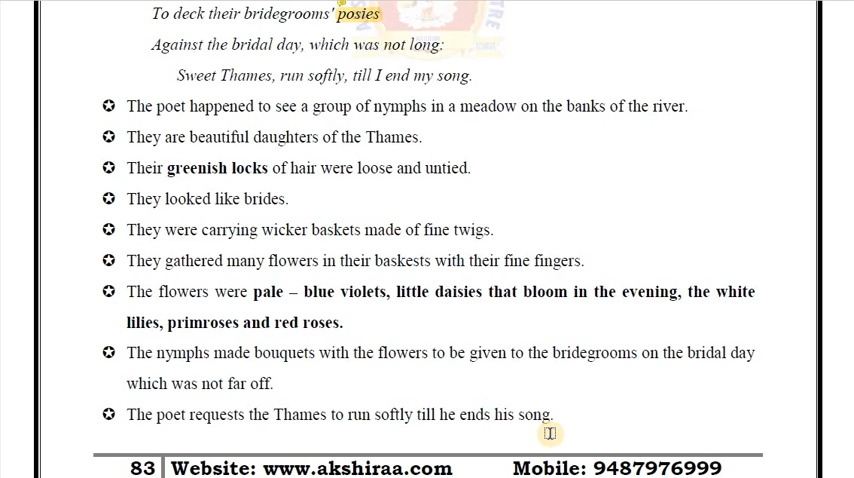 To deck their bridegrooms' posies
Against the bridal day, which was not long:
Sweet Thames, run softly, till I end my song.
The poet happened to see a group of nymphs in a meadow on the banks of the river.
They are beautiful daughters of the Thames.
Their greenish locks of hair were loose and untied.
They looked like brides.
They were carrying wicker baskets made of fine twigs.
They gathered many flowers in their baskests with their fine fingers.
The flowers were pale – blue violets, little daisies that bloom in the evening, the white
lilies, primroses and red roses.
The nymphs made bouquets with the flowers to be given to the bridegrooms on the bridal day
which was not far off.
The poet requests the Thames to run softly till he ends his song.
83 Website: www.akshiraa.com Mobile: 9487976999